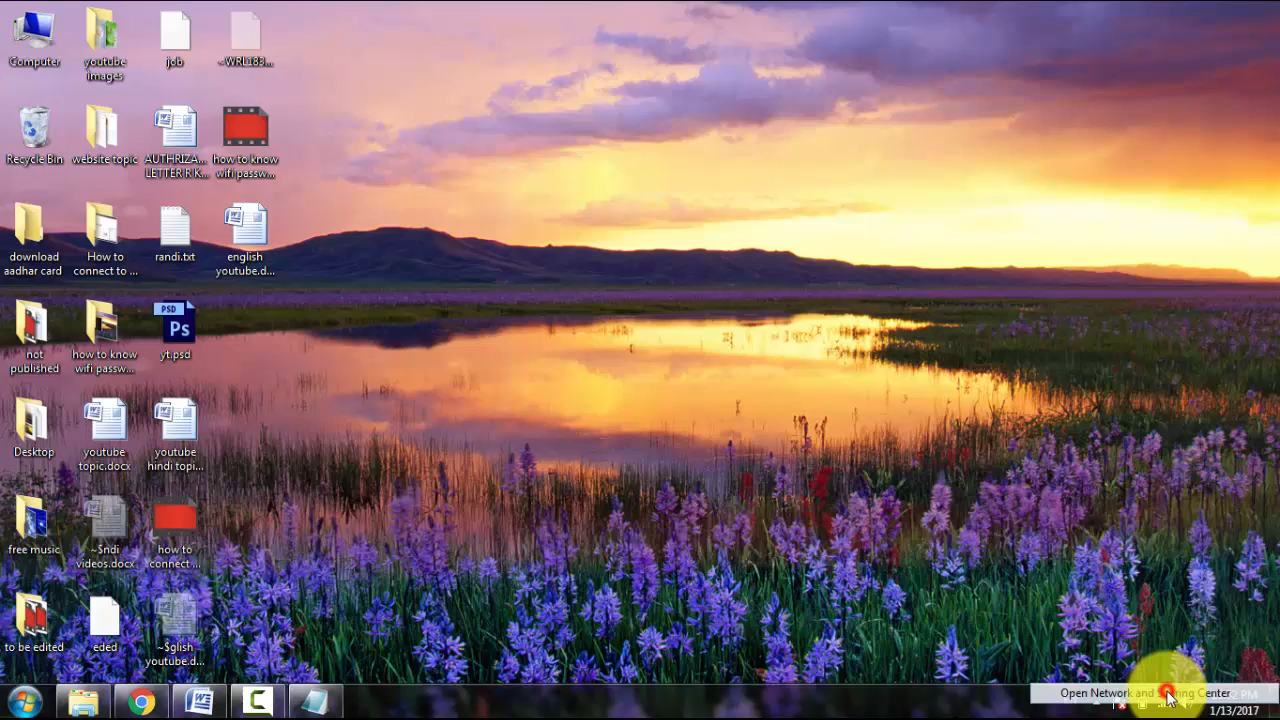 Computer
youtube
images
job
~WRL183...
Recycle Bin
website topic
AUTHRIZA...
LETTER R K...
how to know
wifi passw...
download
aadhar card
How to
connect to ...
randi.txt
english
youtube.d...
not
published
how to know
wifi passw...
PSD
Ps
yt.psd
Desktop
youtube
topic.docx
youtube
hindi topi...
free music
~$ndi
videos.docx
how to
connect ...
to be edited
eded
~$glish
youtube.d...
Open Network and Sharing Center
PM
1/13/2017